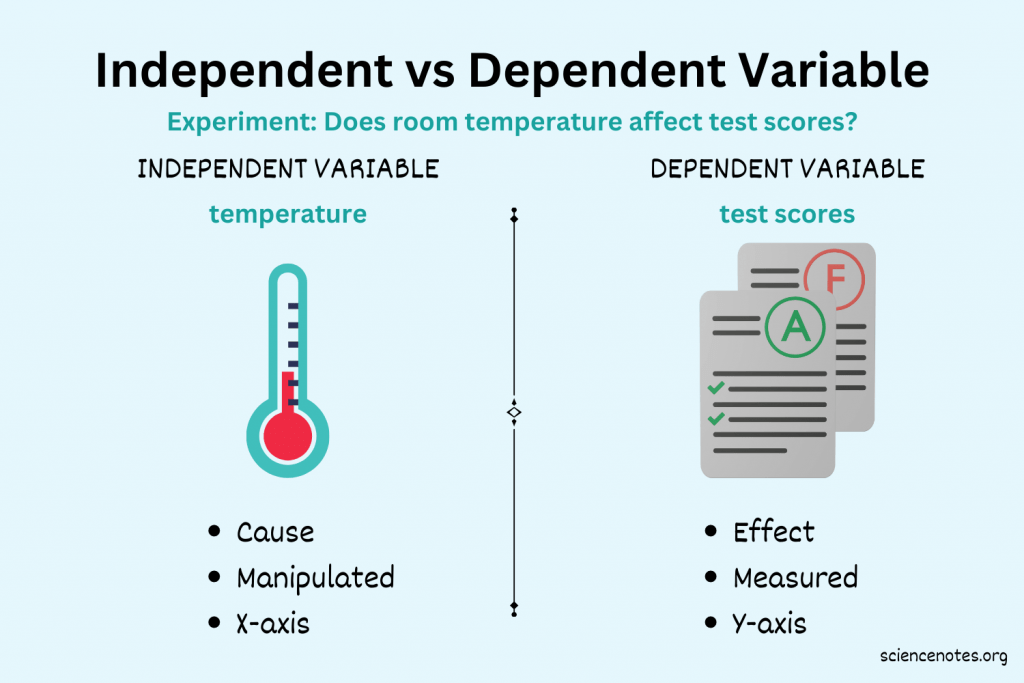 Independent vs Dependent Variable
Experiment: Does room temperature affect test scores?
INDEPENDENT VARIABLE
temperature
• Cause
• Manipulated
• X-axis
DEPENDENT VARIABLE
test scores
F
A
• Effect
• Measured
• Y-axis
sciencenotes.org